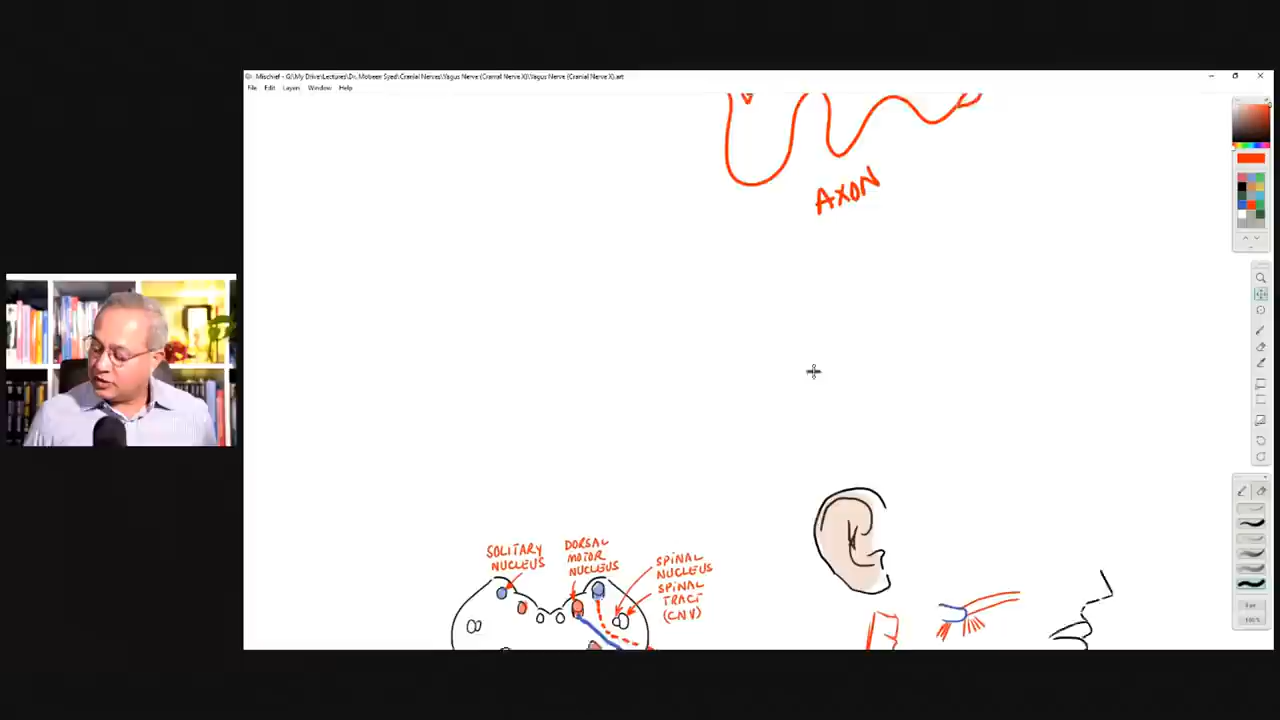 Mischief - G:\My Drive\Lectures\Dr. Mobeen Syed\Cranial Nerves\Vagus Nerve (Cranial Nerve X)\Vagus Nerve (Cranial Nerve X).art
File Edit Layers Window Help
AXON
SOLITARY
NUCLEUS
DORSAL
MOTOR
NUCLEUS
SPINAL
NUCLEUS
SPINAL
TRACT
(CNV)